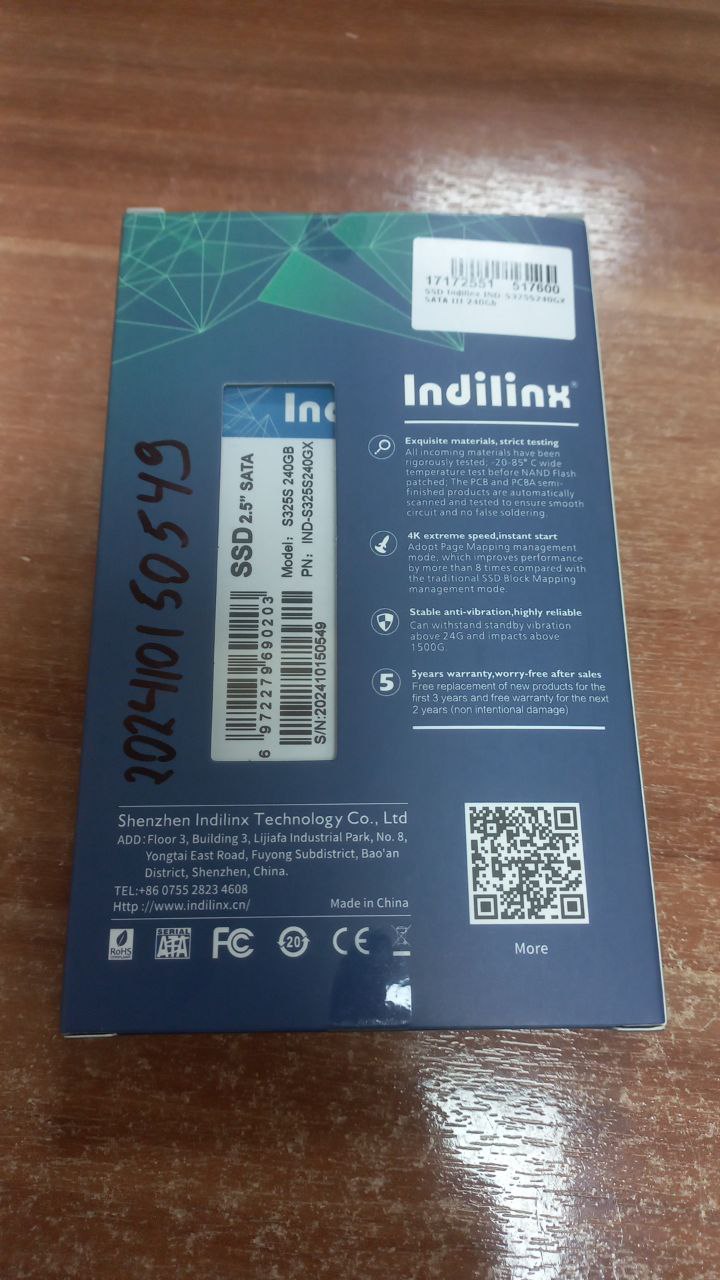 17172551 517600
SSD Indilinx IND-S325S240GX
SATA III 240Gb
Indilinx®
Exquisite materials, strict testing
All incoming materials have been
rigorously tested; -20-85° C wide
temperature test before NAND Flash
patched; The PCB and PCBA semi-
finished products are automatically
scanned and tested to ensure smooth
circuit and no false soldering.
4K extreme speed,instant start
Adopt Page Mapping management
mode, which improves performance
by more than 8 times compared with
the traditional SSD Block Mapping
management mode.
Stable anti-vibration,highly reliable
Can withstand standby vibration
above 24G and impacts above
1500G.
5
5years warranty,worry-free after sales
Free replacement of new products for the
first 3 years and free warranty for the next
2 years (non intentional damage)
202410150549
Ind
SSD 2.5" SATA
Model: S325S 240GB
PN: IND-S325S240GX
6 972279 690203
S/N:202410150549
Shenzhen Indilinx Technology Co., Ltd
ADD: Floor 3, Building 3, Lijiafa Industrial Park, No. 8,
Yongtai East Road, Fuyong Subdistrict, Bao'an
District, Shenzhen, China.
TEL:+86 0755 2823 4608
Http://www.indilinx.cn/ Made in China
RoHS
COMPLIANT
SERIAL
ATA
FC
20
CE
More